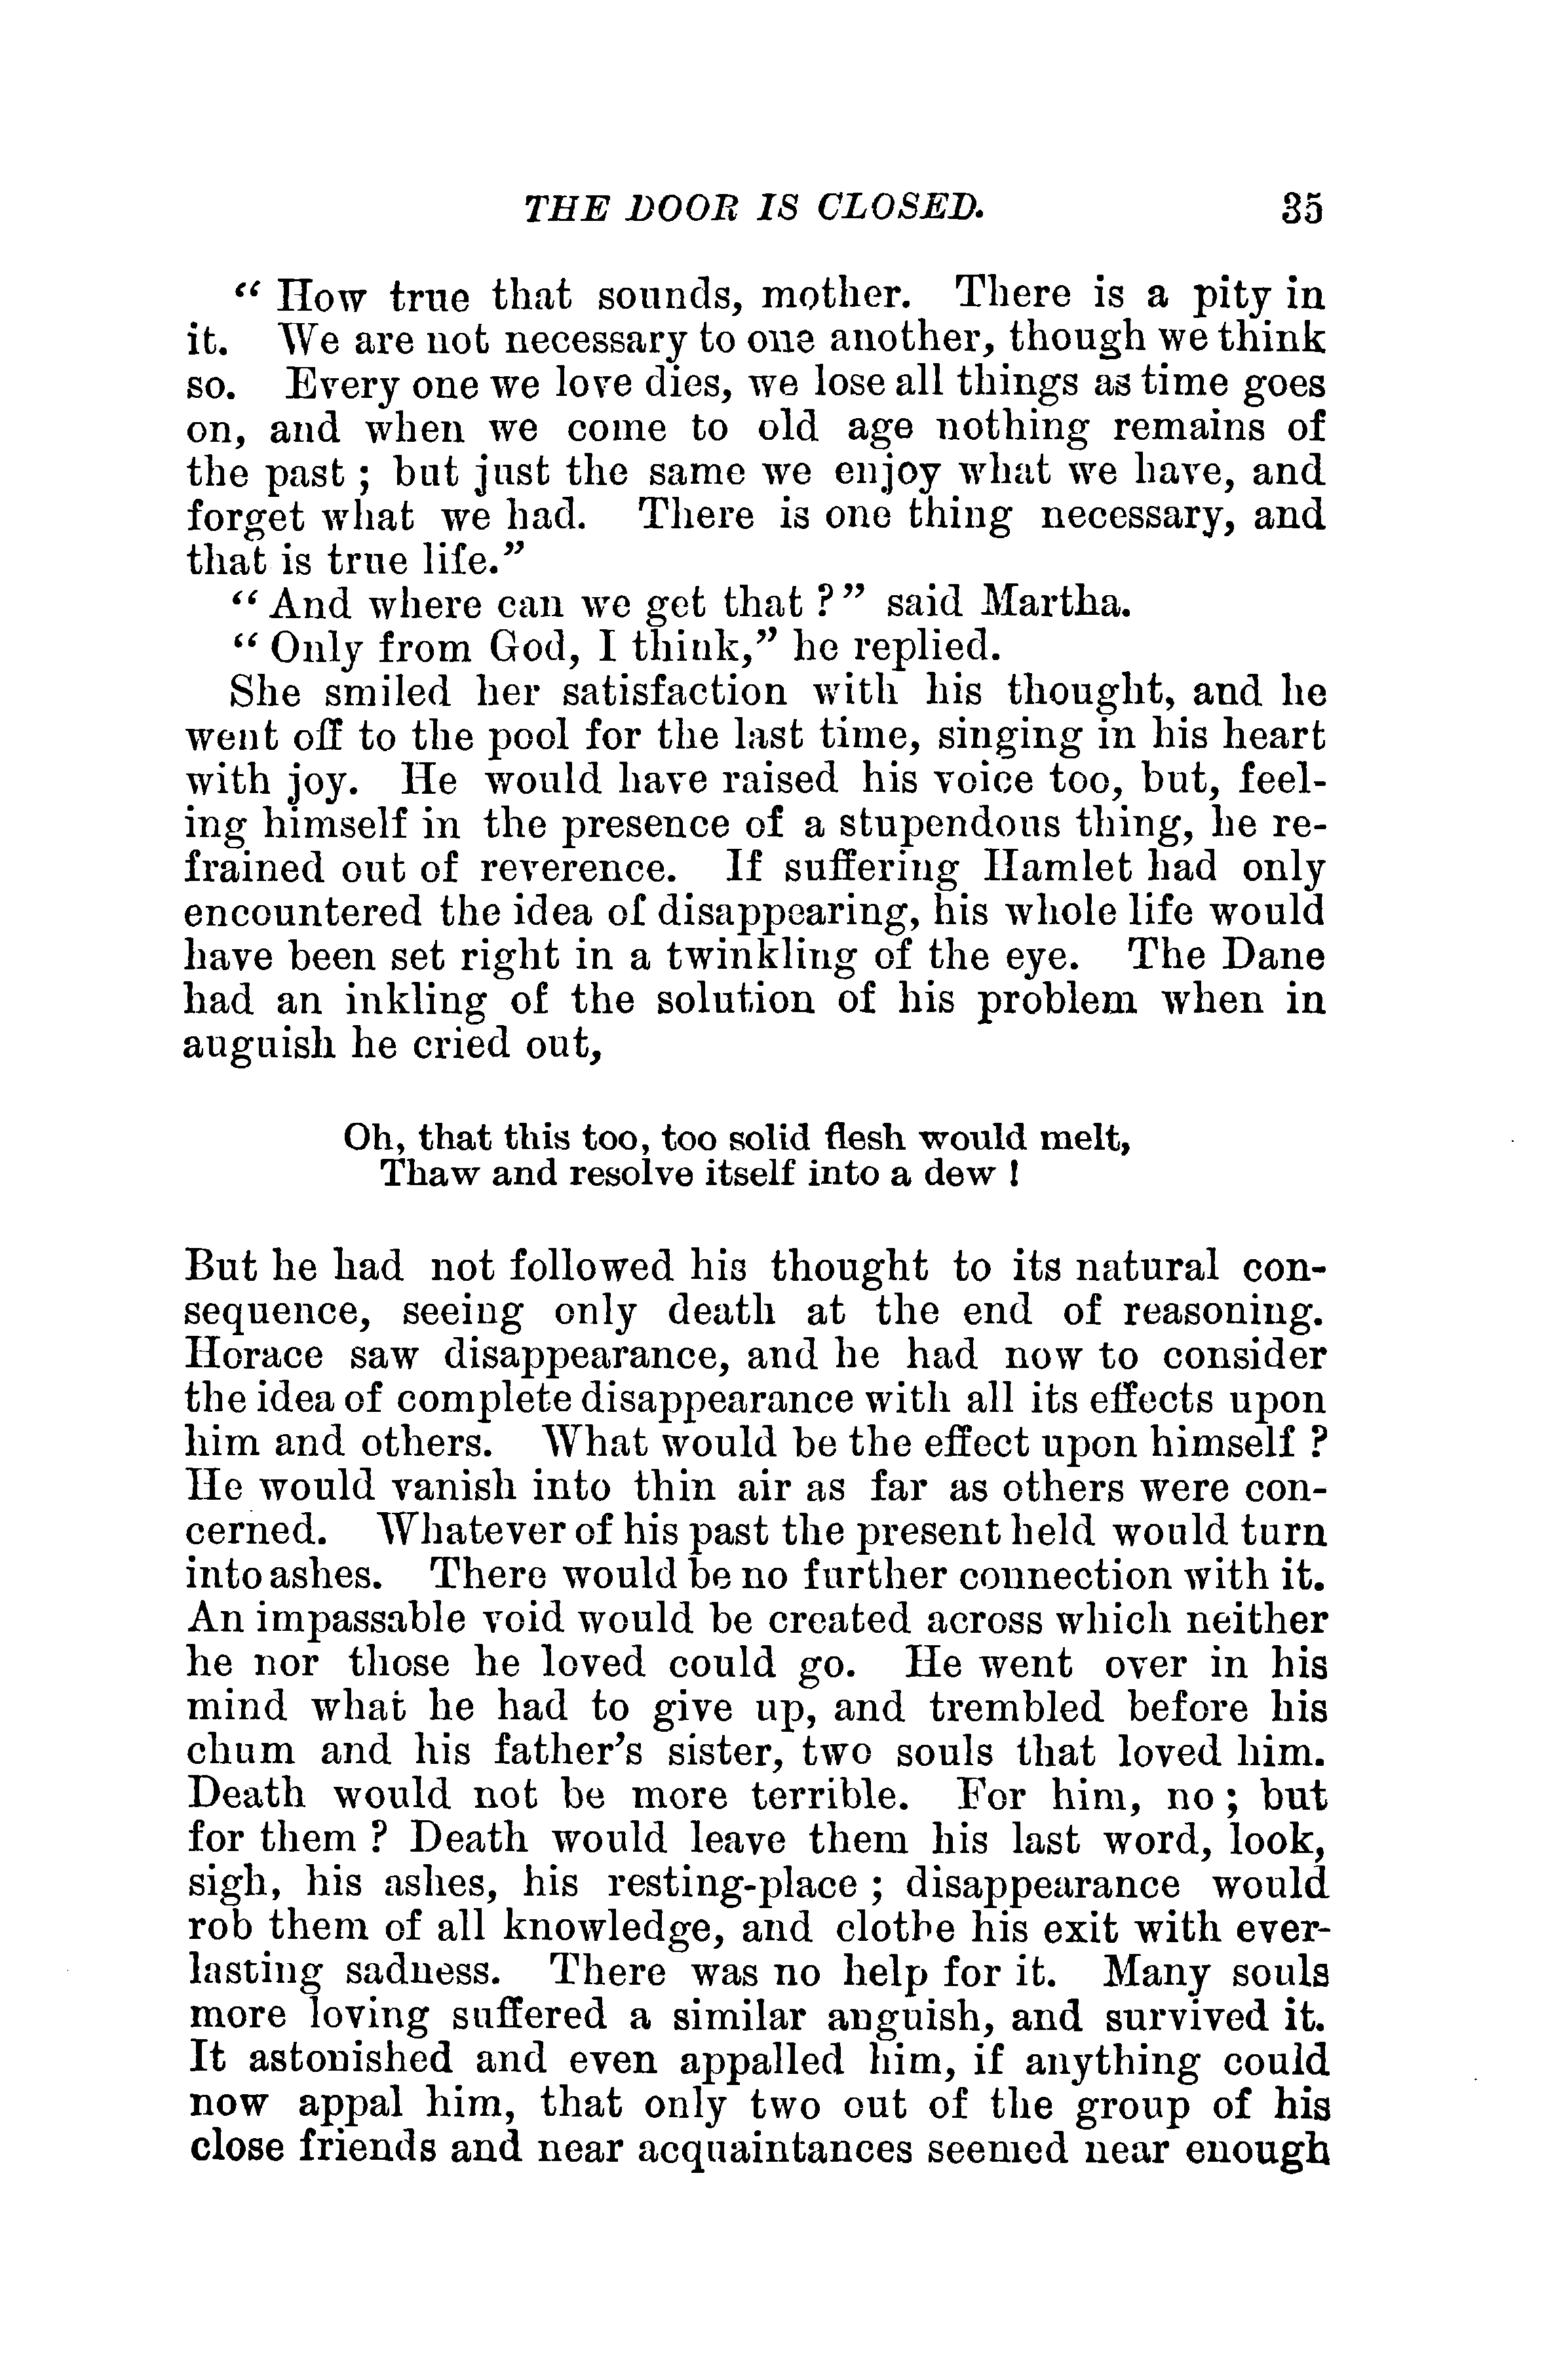 THE DOOR IS CLOSED. 35
“ How true that sounds, mother. There is a pity in
it. We are not necessary to one another, though we think
so. Every one we love dies, we lose all things as time goes
on, and when we come to old age nothing remains of
the past ; but just the same we enjoy what we have, and
forget what we had. There is one thing necessary, and
that is true life.”
“ And where can we get that ? ” said Martha.
“ Only from God, I think,” he replied.
She smiled her satisfaction with his thought, and he
went off to the pool for the last time, singing in his heart
with joy. He would have raised his voice too, but, feel-
ing himself in the presence of a stupendous thing, he re-
frained out of reverence. If suffering Hamlet had only
encountered the idea of disappearing, his whole life would
have been set right in a twinkling of the eye. The Dane
had an inkling of the solution of his problem when in
anguish he cried out,
Oh, that this too, too solid flesh would melt,
Thaw and resolve itself into a dew !
But he had not followed his thought to its natural con-
sequence, seeing only death at the end of reasoning.
Horace saw disappearance, and he had now to consider
the idea of complete disappearance with all its effects upon
him and others. What would be the effect upon himself ?
He would vanish into thin air as far as others were con-
cerned. Whatever of his past the present held would turn
into ashes. There would be no further connection with it.
An impassable void would be created across which neither
he nor those he loved could go. He went over in his
mind what he had to give up, and trembled before his
chum and his father’s sister, two souls that loved him.
Death would not be more terrible. For him, no ; but
for them ? Death would leave them his last word, look,
sigh, his ashes, his resting-place ; disappearance would
rob them of all knowledge, and clothe his exit with ever-
lasting sadness. There was no help for it. Many souls
more loving suffered a similar anguish, and survived it.
It astonished and even appalled him, if anything could
now appal him, that only two out of the group of his
close friends and near acquaintances seemed near enough